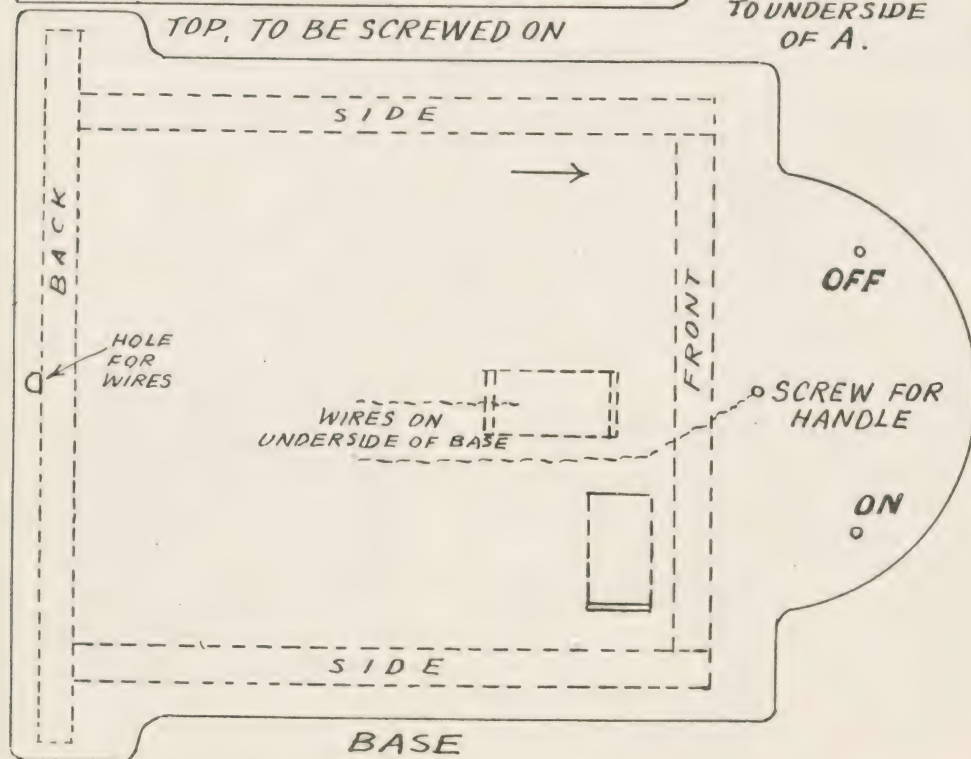 TO UNDERSIDE
OF A.
TOP, TO BE SCREWED ON
SIDE
BACK
FRONT
OFF
HOLE
FOR
WIRES
SCREW FOR
HANDLE
WIRES ON
UNDERSIDE OF BASE
ON
SIDE
BASE